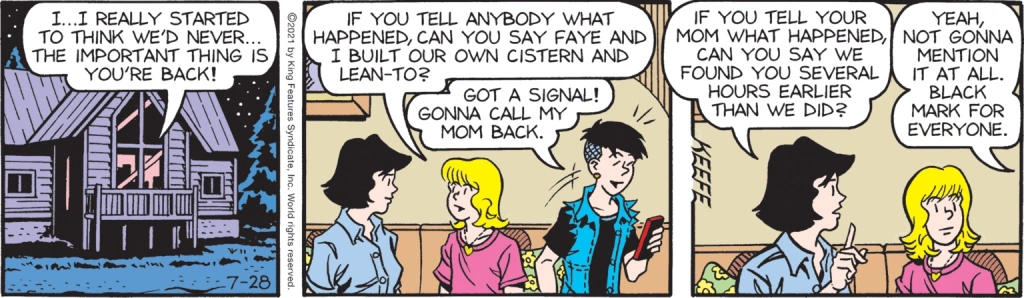 I...I REALLY STARTED
TO THINK WE'D NEVER...
THE IMPORTANT THING IS
YOU'RE BACK!
7-28
©2021 by King Features Syndicate, Inc. World rights reserved.
IF YOU TELL ANYBODY WHAT
HAPPENED, CAN YOU SAY FAYE AND
I BUILT OUR OWN CISTERN AND
LEAN-TO?
GOT A SIGNAL!
GONNA CALL MY
MOM BACK.
IF YOU TELL YOUR
MOM WHAT HAPPENED,
CAN YOU SAY WE
FOUND YOU SEVERAL
HOURS EARLIER
THAN WE DID?
YEAH,
NOT GONNA
MENTION
IT AT ALL.
BLACK
MARK FOR
EVERYONE.